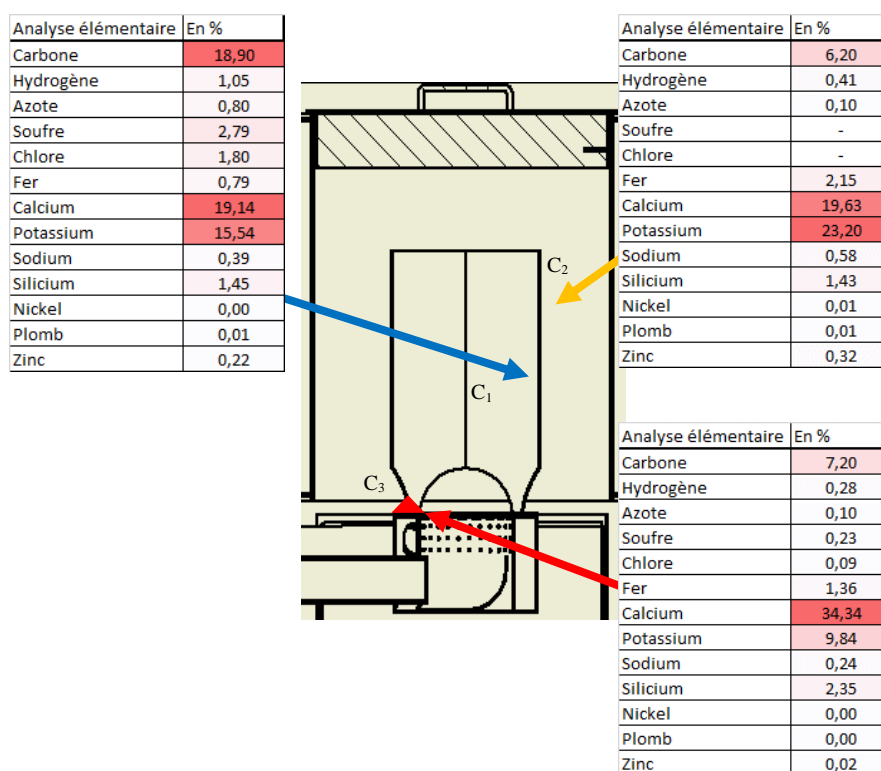 Analyse élémentaire En %
Carbone 18,90
Hydrogène 1,05
Azote 0,80
Soufre 2,79
Chlore 1,80
Fer 0,79
Calcium 19,14
Potassium 15,54
Sodium 0,39
Silicium 1,45
Nickel 0,00
Plomb 0,01
Zinc 0,22
C2
C1
C3
Analyse élémentaire En %
Carbone 6,20
Hydrogène 0,41
Azote 0,10
Soufre -
Chlore -
Fer 2,15
Calcium 19,63
Potassium 23,20
Sodium 0,58
Silicium 1,43
Nickel 0,01
Plomb 0,01
Zinc 0,32
Analyse élémentaire En %
Carbone 7,20
Hydrogène 0,28
Azote 0,10
Soufre 0,23
Chlore 0,09
Fer 1,36
Calcium 34,34
Potassium 9,84
Sodium 0,24
Silicium 2,35
Nickel 0,00
Plomb 0,00
Zinc 0,02